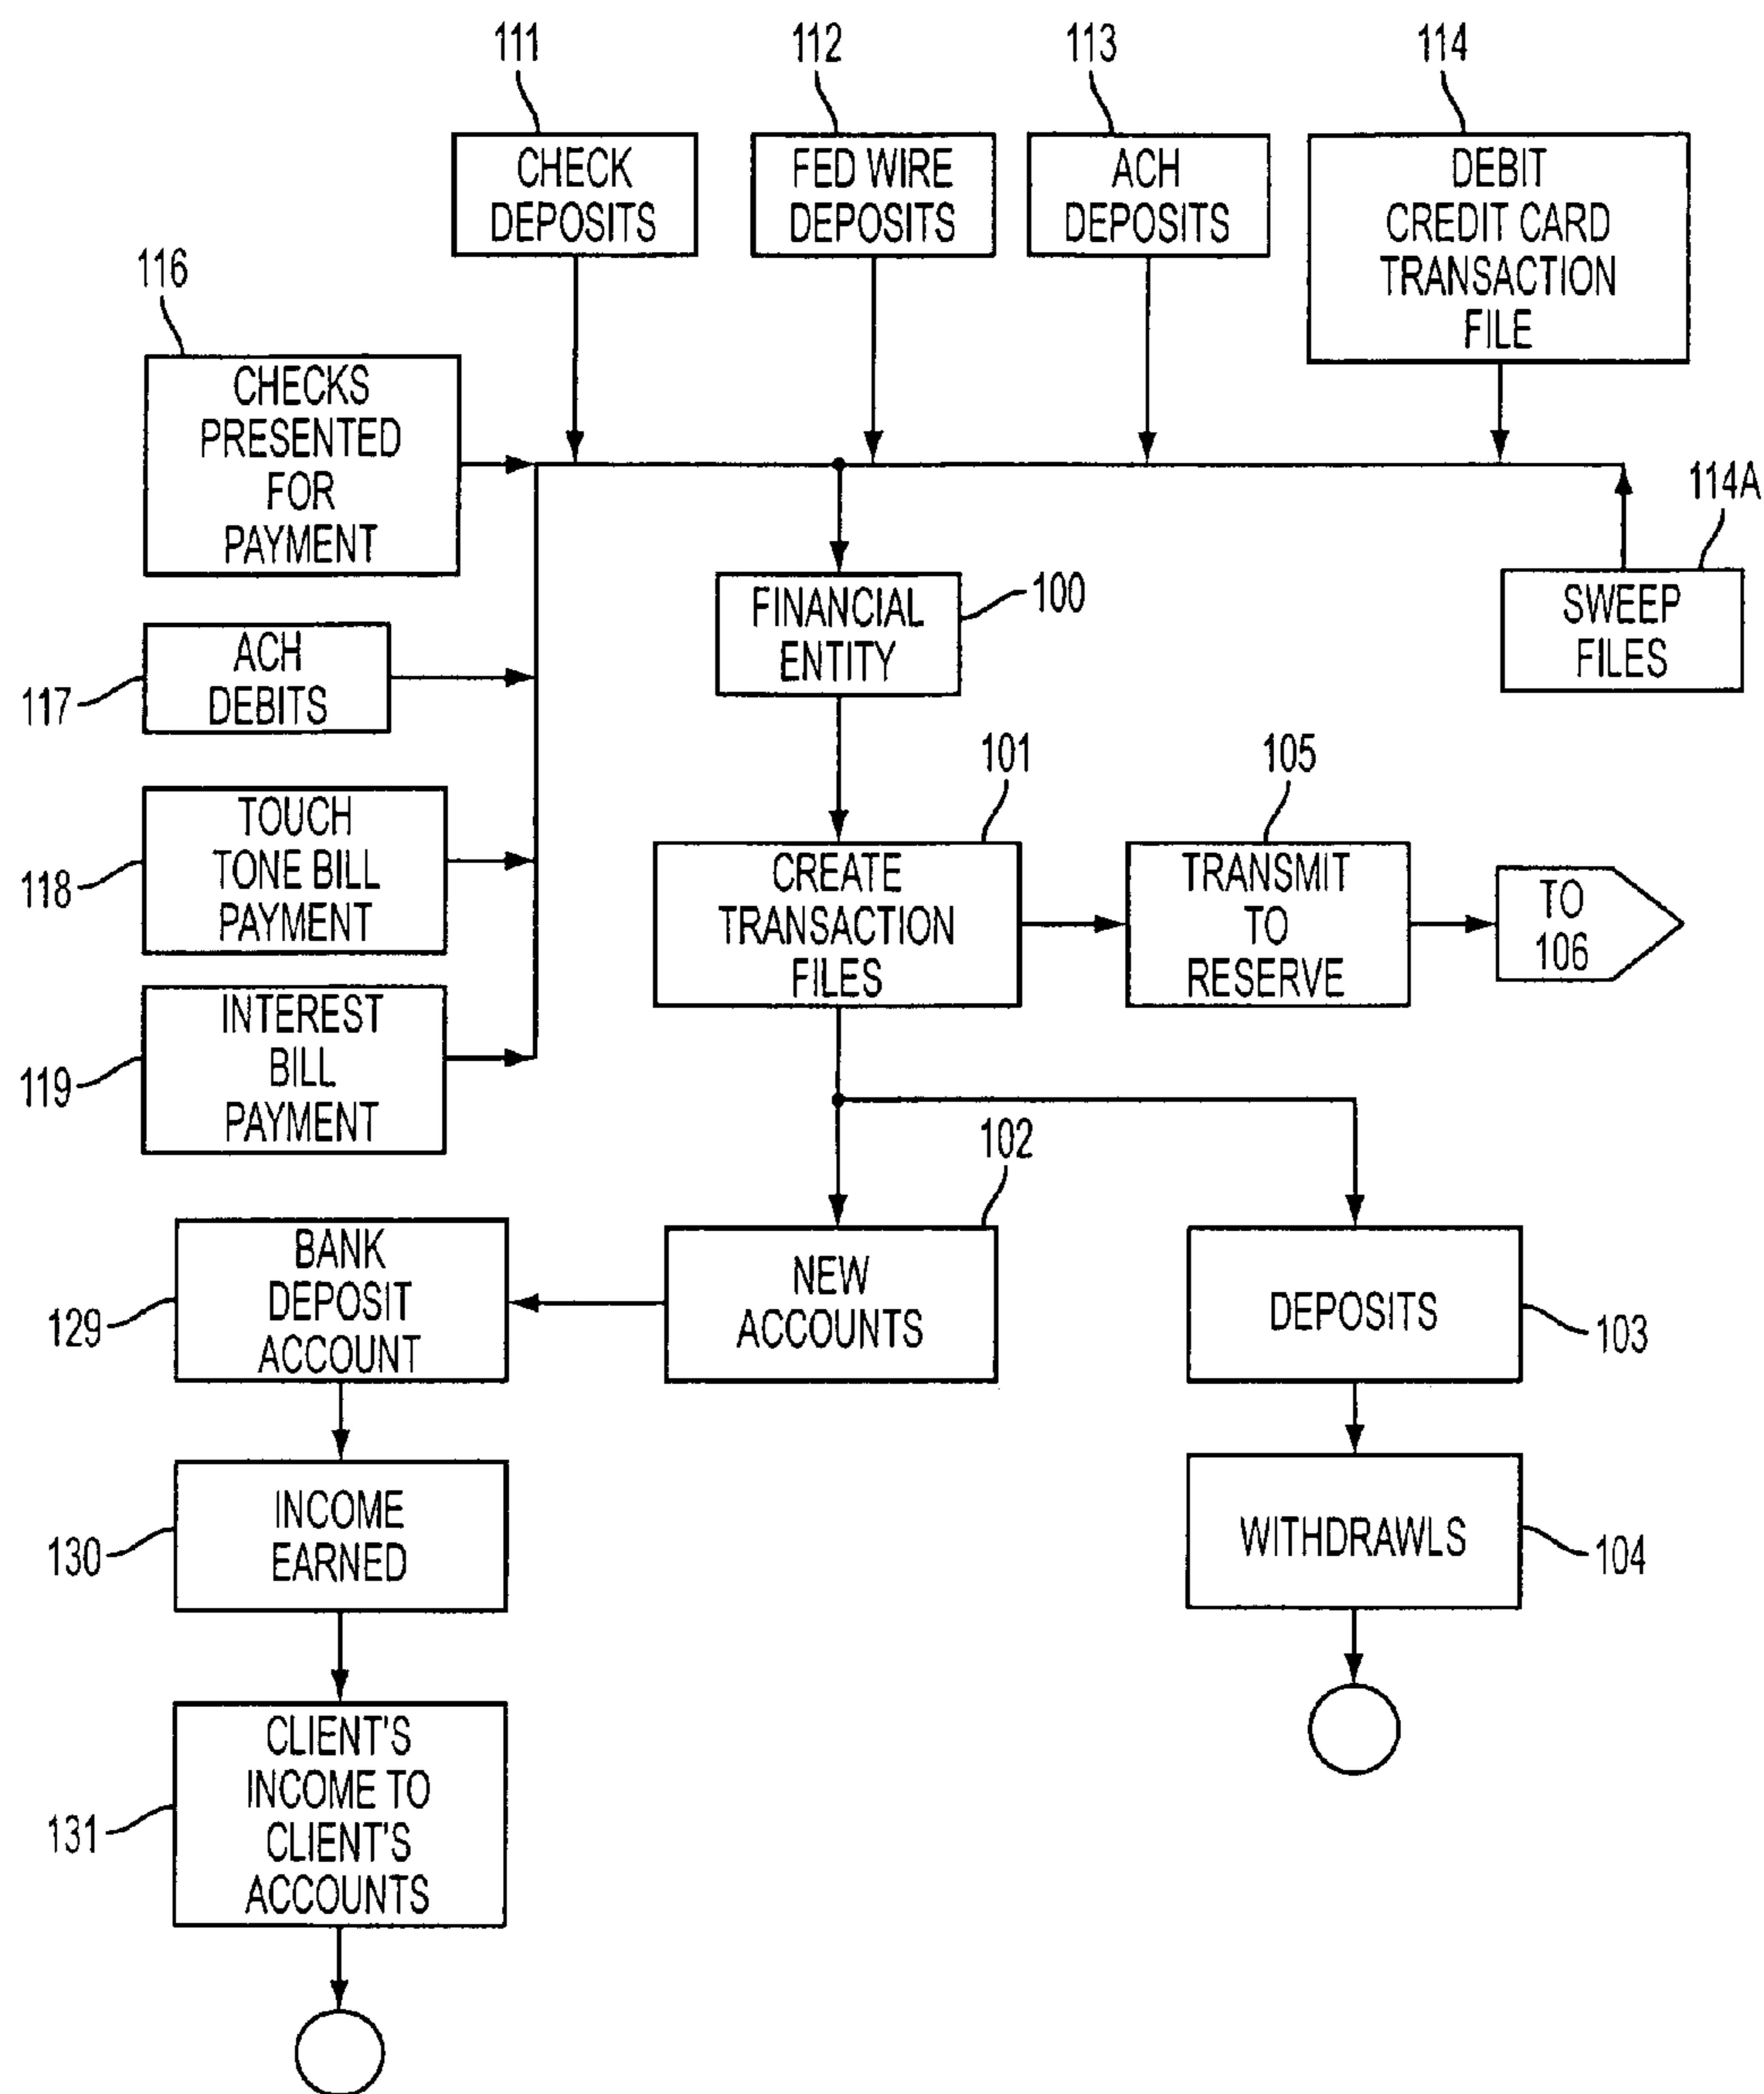 111
112
113
114
CHECK
DEPOSITS
FED WIRE
DEPOSITS
ACH
DEPOSITS
DEBIT
CREDIT CARD
TRANSACTION
FILE
116
CHECKS
PRESENTED
FOR
PAYMENT
114A
SWEEP
FILES
FINANCIAL
ENTITY
100
ACH
DEBITS
117
101
105
TOUCH
TONE BILL
PAYMENT
118
CREATE
TRANSACTION
FILES
TRANSMIT
TO
RESERVE
TO
106
INTEREST
BILL
PAYMENT
119
102
BANK
DEPOSIT
ACCOUNT
129
NEW
ACCOUNTS
DEPOSITS
103
INCOME
EARNED
130
WITHDRAWLS
104
CLIENT'S
INCOME TO
CLIENT'S
ACCOUNTS
131